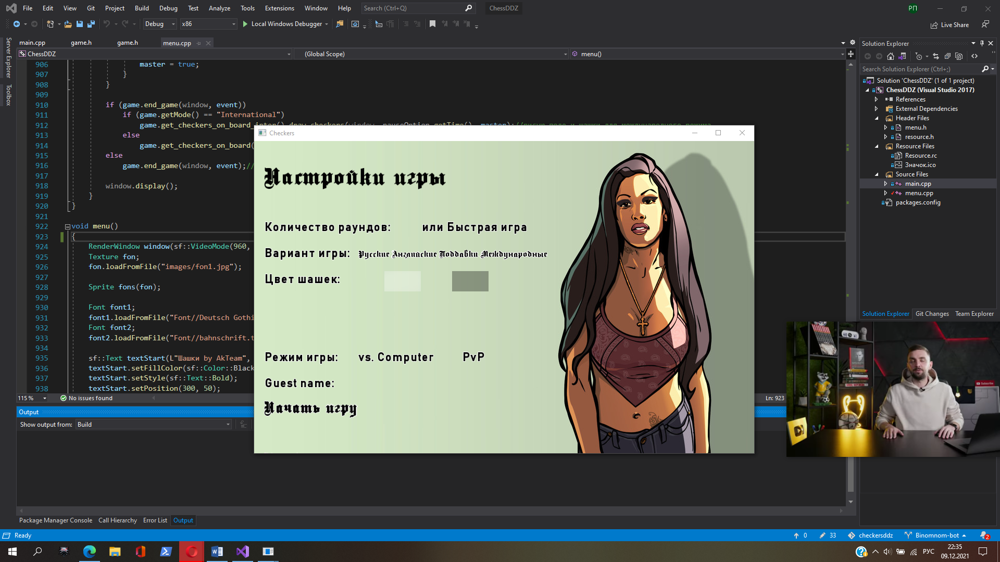 File Edit View Git Project Build Debug Test Analyze Tools Extensions Window Help Search (Ctrl+Q) ChessDDZ РП
Debug x86 Local Windows Debugger Live Share
Server Explorer
Toolbox
main.cpp game.h game.h menu.cpp
ChessDDZ (Global Scope) menu()
906 master = true;
907 }
908 }
909
910 if (game.end_game(window, event))
911 if (game.getMode() == "International")
912
913 else
914 game.get_checkers_on_board(
915 else
916 game.end_game(window, event);//
917
918 window.display();
919 }
920 }
921
922 void menu()
923 {
924 RenderWindow window(sf::VideoMode(960,
925 Texture fon;
926 fon.loadFromFile("images/fon1.jpg");
927
928 Sprite fons(fon);
929
930 Font font1;
931 font1.loadFromFile("Font//Deutsch Gothi
932 Font font2;
933 font2.loadFromFile("Font//bahnschrift.t
934
935 sf::Text textStart(L"Шашки by AkTeam",
936 textStart.setFillColor(sf::Color::Black
937 textStart.setStyle(sf::Text::Bold);
938 textStart.setPosition(300, 50);
115 % No issues found Ln: 923
Checkers
Настройки игры
Количество раундов: или Быстрая игра
Вариант игры: Русские Английские Поддавки Международные
Цвет шашек:
Режим игры: vs. Computer PvP
Guest name:
Начать игру
Solution Explorer
Search Solution Explorer (Ctrl+;)
Solution 'ChessDDZ' (1 of 1 project)
ChessDDZ (Visual Studio 2017)
References
External Dependencies
Header Files
menu.h
resource.h
Resource Files
Resource.rc
Значок.ico
Source Files
main.cpp
menu.cpp
packages.config
Solution Explorer Git Changes Team Explorer
Output
Show output from: Build
Package Manager Console Call Hierarchy Error List Output
Ready 0 33 checkersddz Binomnom-bot 2
РУС 22:35
09.12.2021